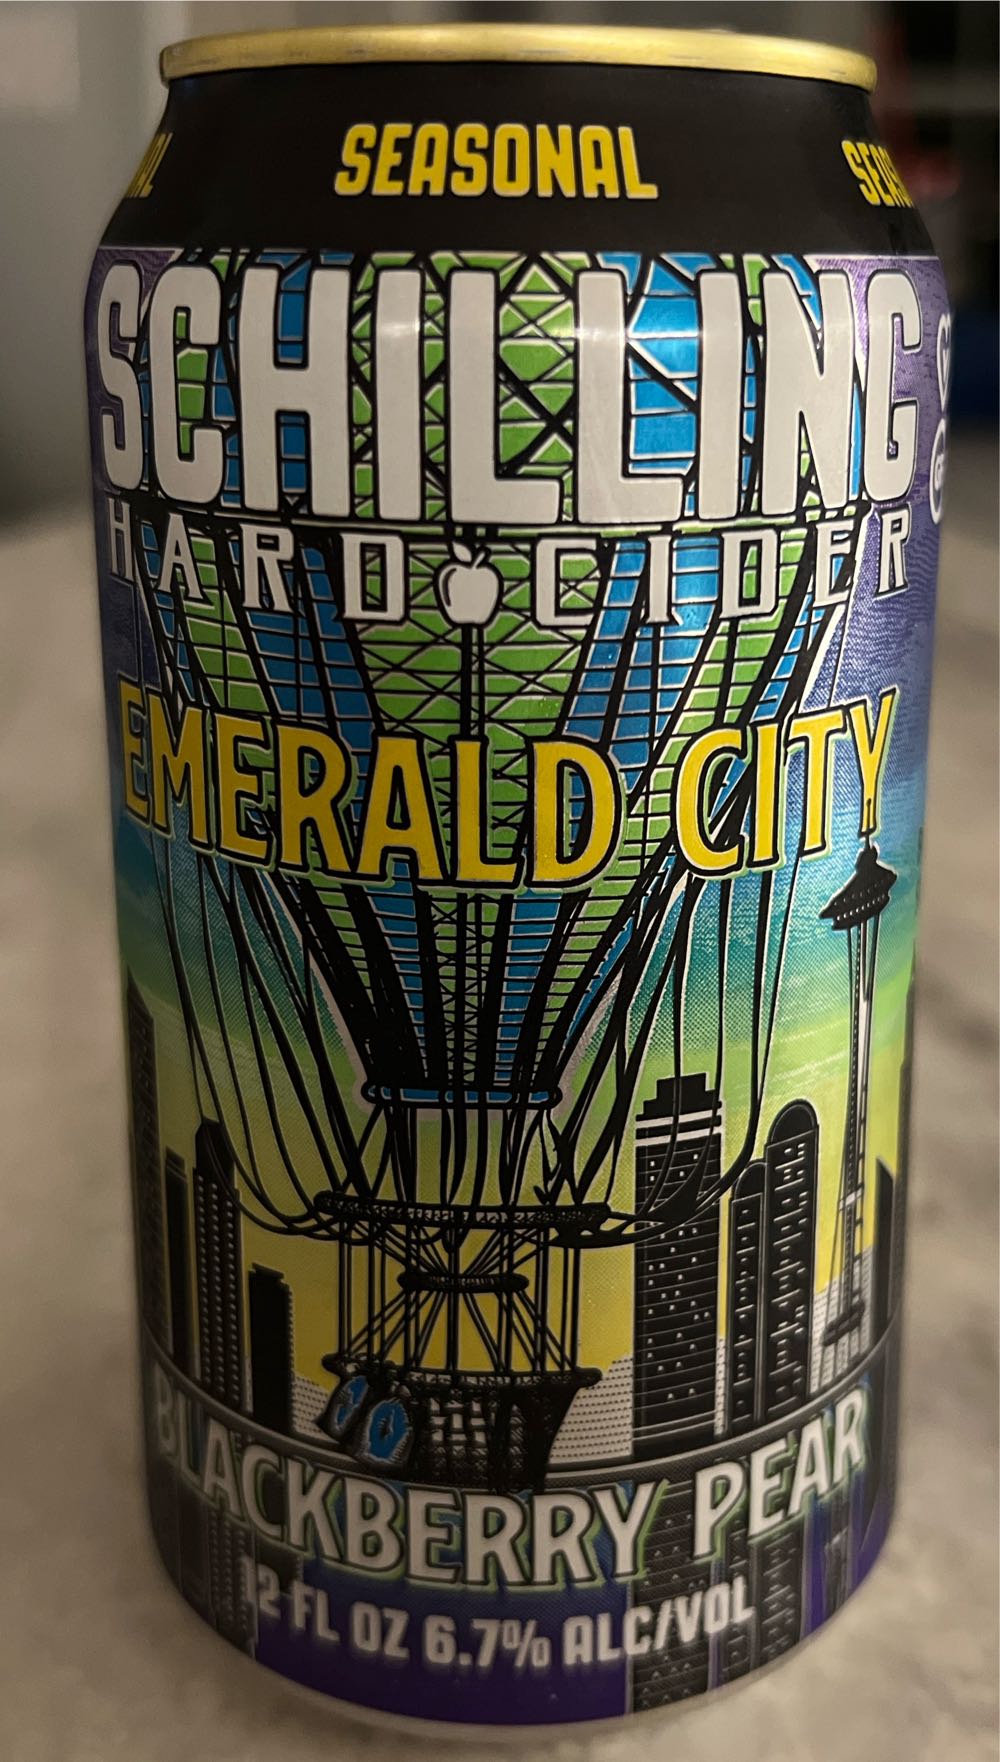 SEASONAL
SCHILLING
HARD CIDER
EMERALD CITY
BLACKBERRY PEAR
12 FL OZ 6.7% ALC/VOL